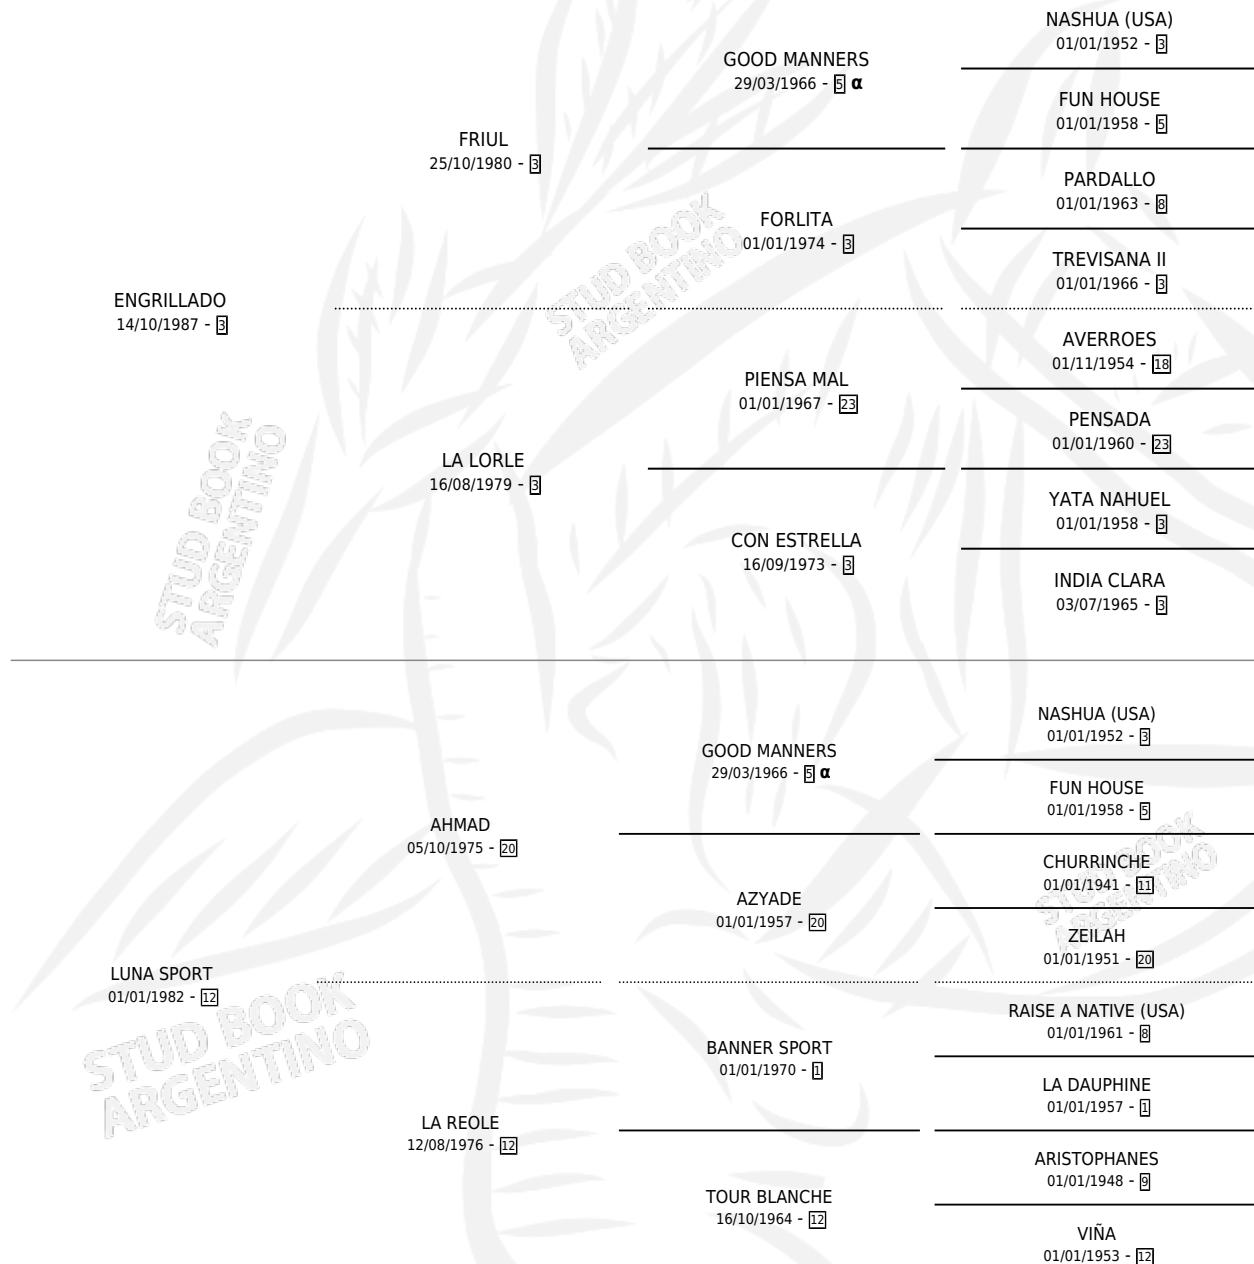 NASHUA (USA)
01/01/1952 - 3
GOOD MANNERS
29/03/1966 - 5 α
FUN HOUSE
01/01/1958 - 5
FRIUL
25/10/1980 - 3
PARDALLO
01/01/1963 - 8
FORLITA
01/01/1974 - 3
TREVISANA II
01/01/1966 - 3
STUD BOOK
ARGENTINO
ENGRILLADO
14/10/1987 - 3
AVERROES
01/11/1954 - 18
PIENSA MAL
01/01/1967 - 23
PENSADA
01/01/1960 - 23
LA LORLE
16/08/1979 - 3
YATA NAHUEL
01/01/1958 - 3
CON ESTRELLA
16/09/1973 - 3
INDIA CLARA
03/07/1965 - 3
STUD BOOK
ARGENTINO
NASHUA (USA)
01/01/1952 - 3
GOOD MANNERS
29/03/1966 - 5 α
FUN HOUSE
01/01/1958 - 5
AHMAD
05/10/1975 - 20
CHURRINCHE
01/01/1941 - 11
AZYADE
01/01/1957 - 20
ZEILAH
01/01/1951 - 20
STUD BOOK
ARGENTINO
LUNA SPORT
01/01/1982 - 12
RAISE A NATIVE (USA)
01/01/1961 - 8
BANNER SPORT
01/01/1970 - 1
LA DAUPHINE
01/01/1957 - 1
STUD BOOK
ARGENTINO
LA REOLE
12/08/1976 - 12
ARISTOPHANES
01/01/1948 - 9
TOUR BLANCHE
16/10/1964 - 12
VIÑA
01/01/1953 - 12